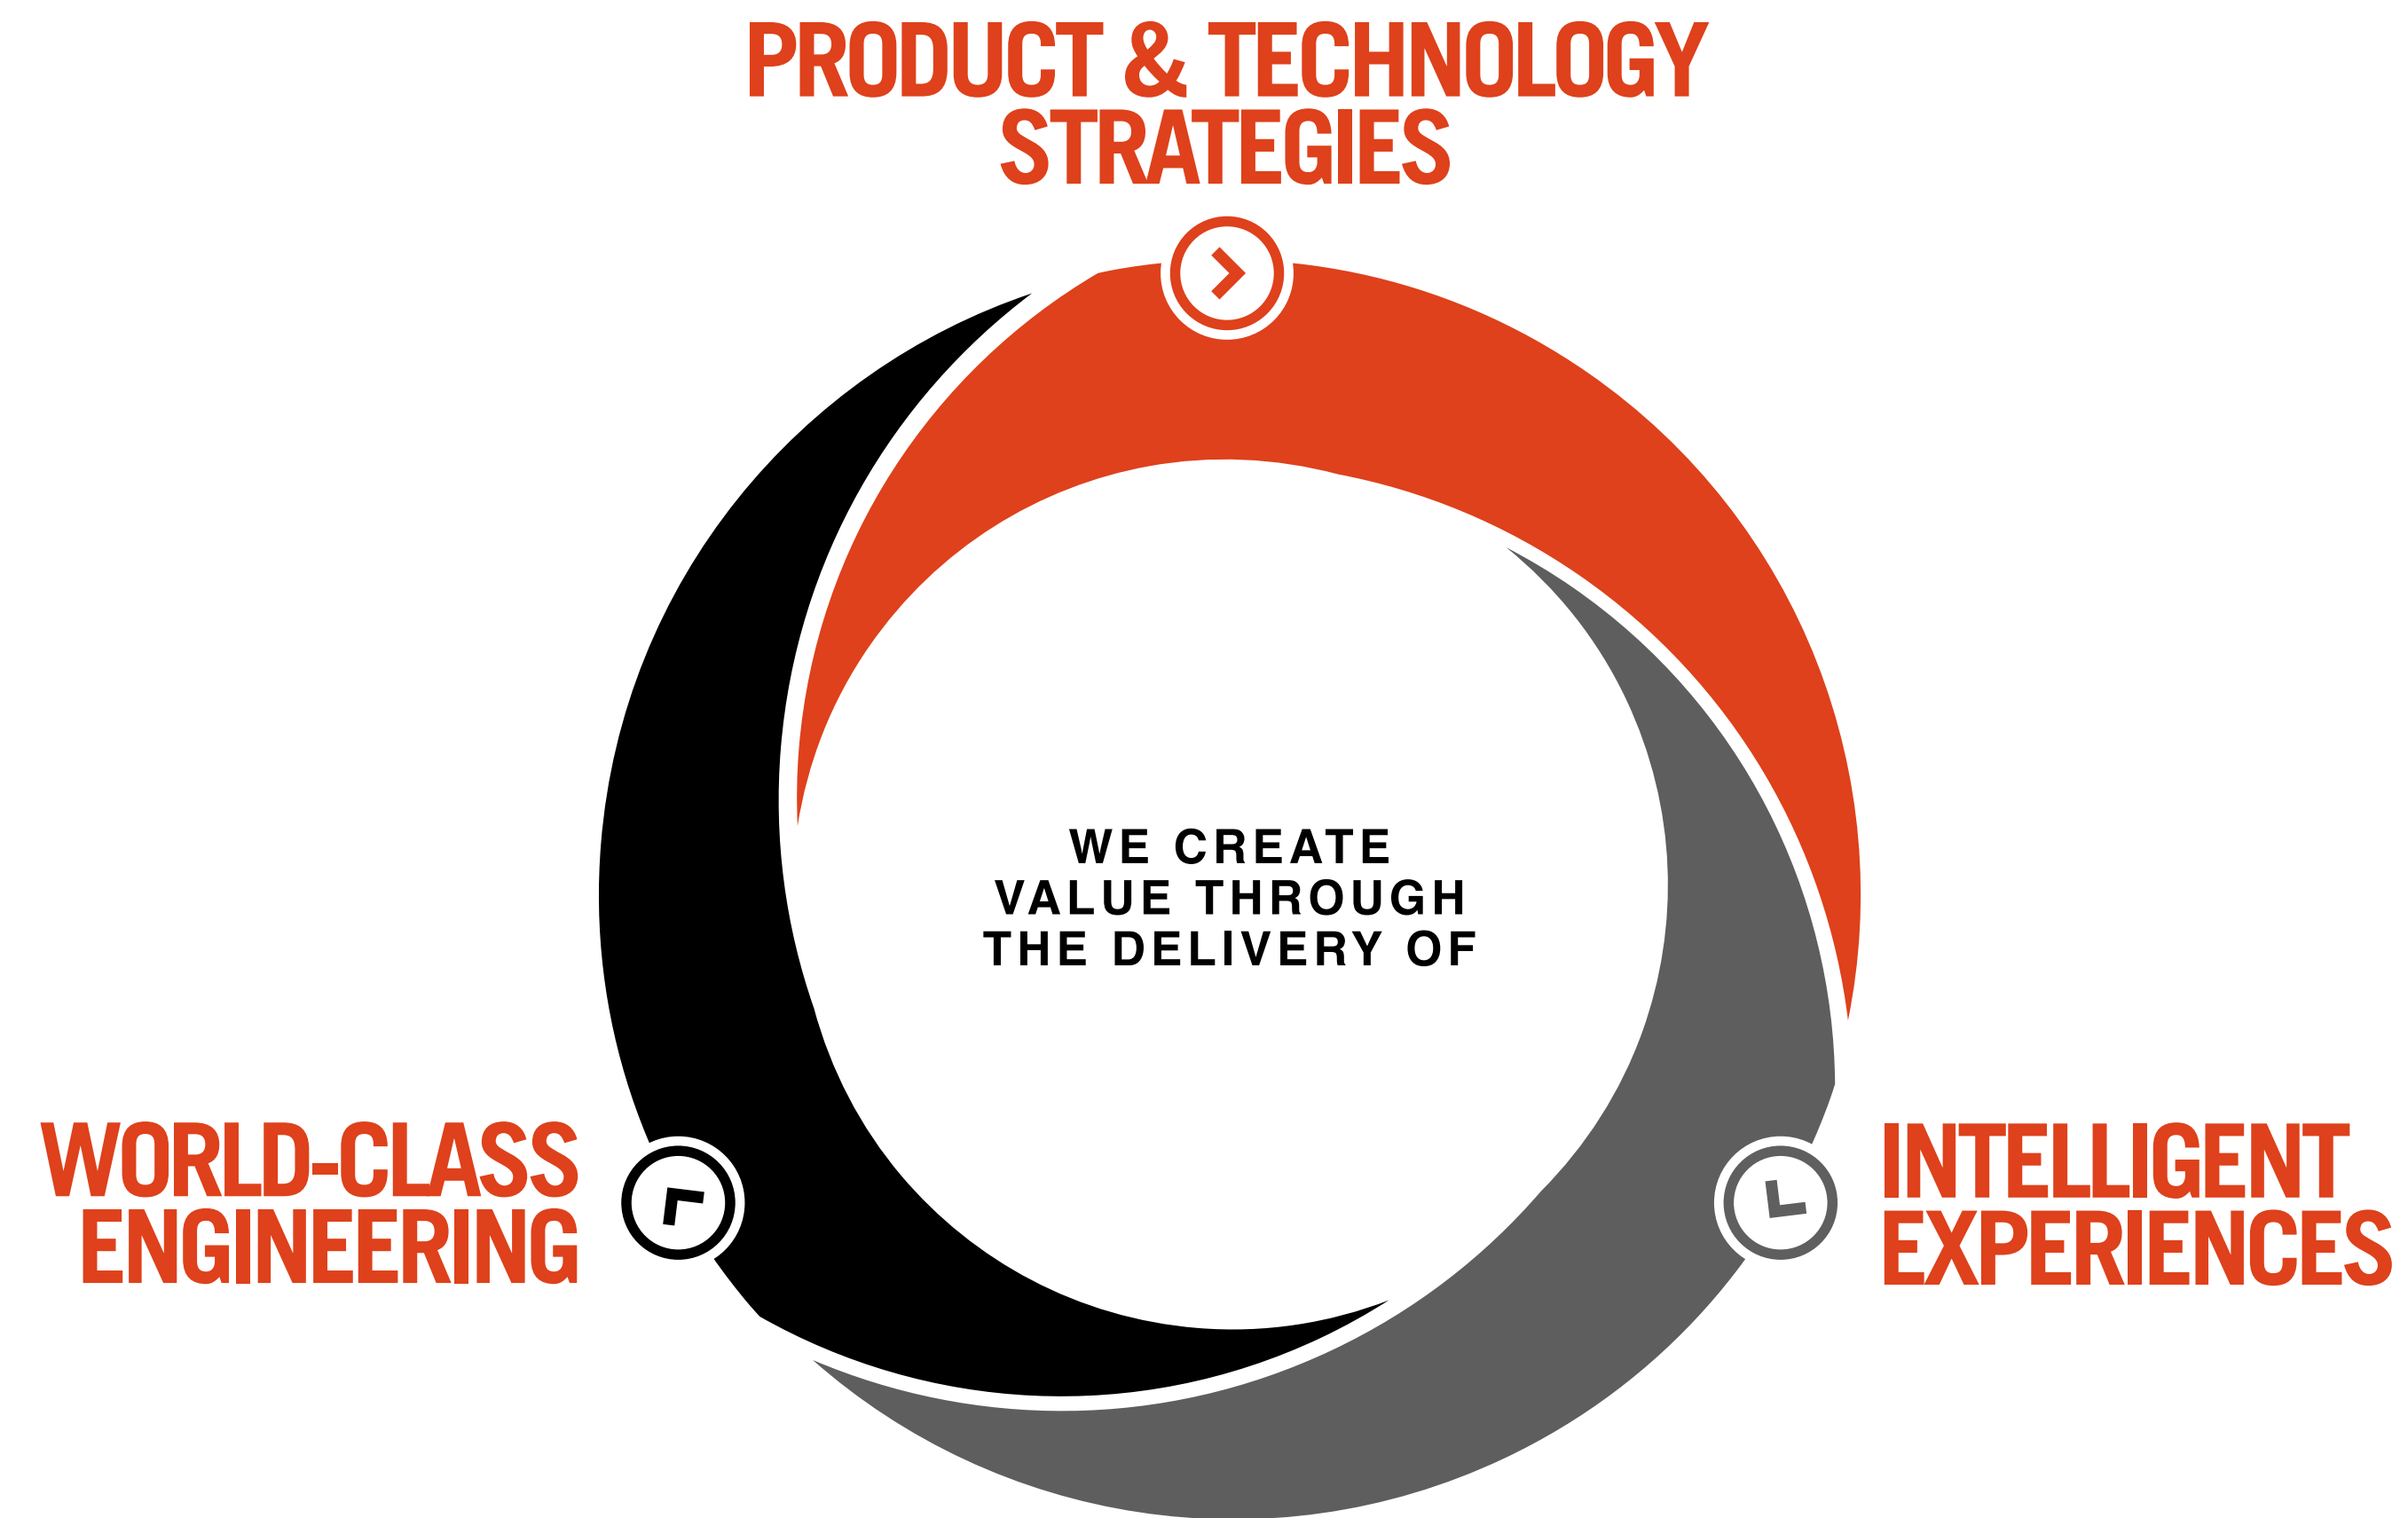 PRODUCT & TECHNOLOGY
STRATEGIES
WE CREATE
VALUE THROUGH
THE DELIVERY OF
WORLD-CLASS
ENGINEERING
INTELLIGENT
EXPERIENCES